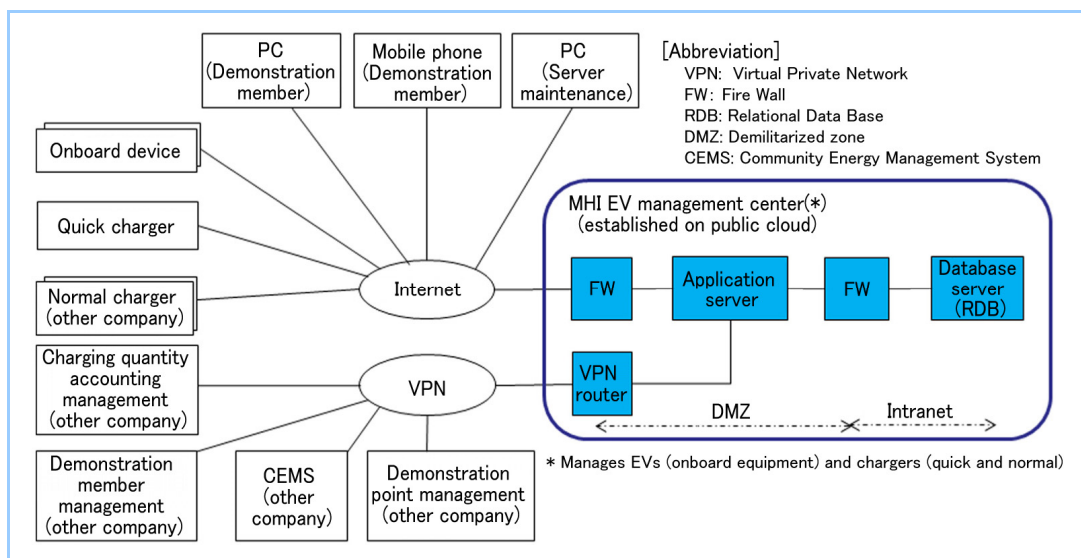 PC
(Demonstration
member)
Mobile phone
(Demonstration
member)
PC
(Server
maintenance)
[Abbreviation]
VPN: Virtual Private Network
FW: Fire Wall
RDB: Relational Data Base
DMZ: Demilitarized zone
CEMS: Community Energy Management System
Onboard device
Quick charger
Normal charger
(other company)
Charging quantity
accounting
management
(other company)
Demonstration
member
management
(other company)
CEMS
(other
company)
Demonstration
point management
(other company)
Internet
VPN
MHI EV management center(*)
(established on public cloud)
FW
Application
server
FW
Database
server
(RDB)
VPN
router
DMZ
Intranet
* Manages EVs (onboard equipment) and chargers (quick and normal)